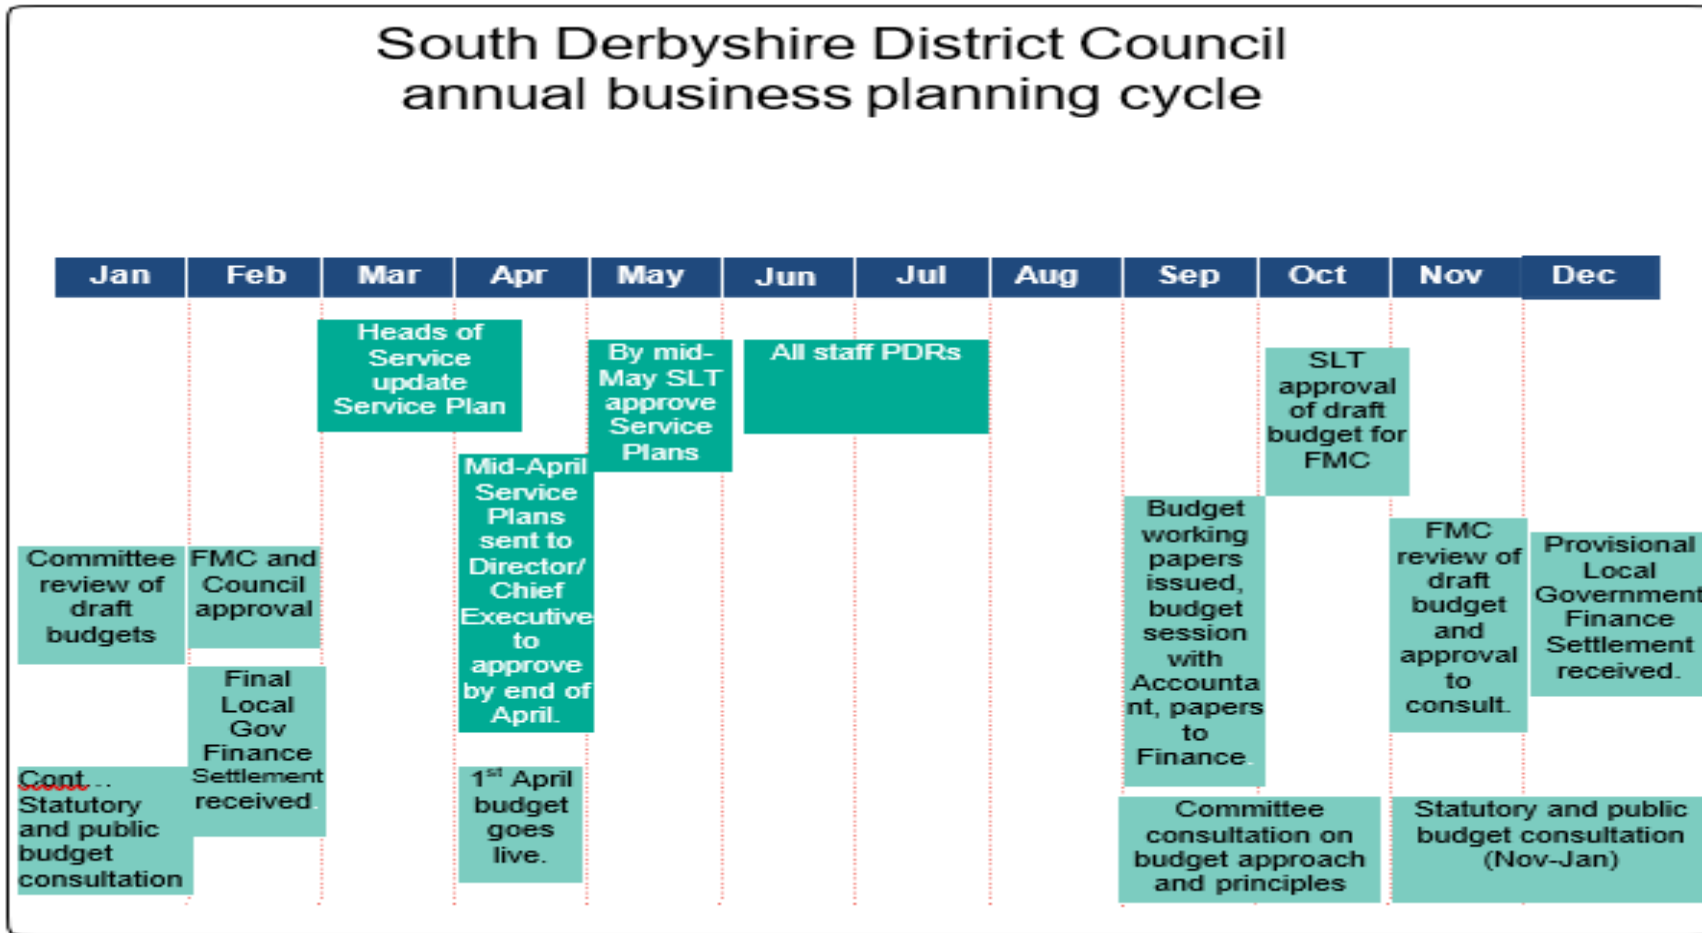 South Derbyshire District Council
annual business planning cycle
Jan Feb Mar Apr May Jun Jul Aug Sep Oct Nov Dec
Heads of
Service
update
Service Plan
By mid-
May SLT
approve
Service
Plans
All staff PDRs
SLT
approval
of draft
budget for
FMC
Mid-April
Service
Plans
sent to
Director/
Chief
Executive
to
approve
by end of
April.
Budget
working
papers
issued,
budget
session
with
Accounta
nt, papers
to
Finance.
FMC
review of
draft
budget
and
approval
to
consult.
Provisional
Local
Government
Finance
Settlement
received.
Committee
review of
draft
budgets
FMC and
Council
approval
Final
Local
Gov
Finance
Settlement
received.
Cont...
Statutory
and public
budget
consultation
1st April
budget
goes
live.
Committee
consultation on
budget approach
and principles
Statutory and public
budget consultation
(Nov-Jan)